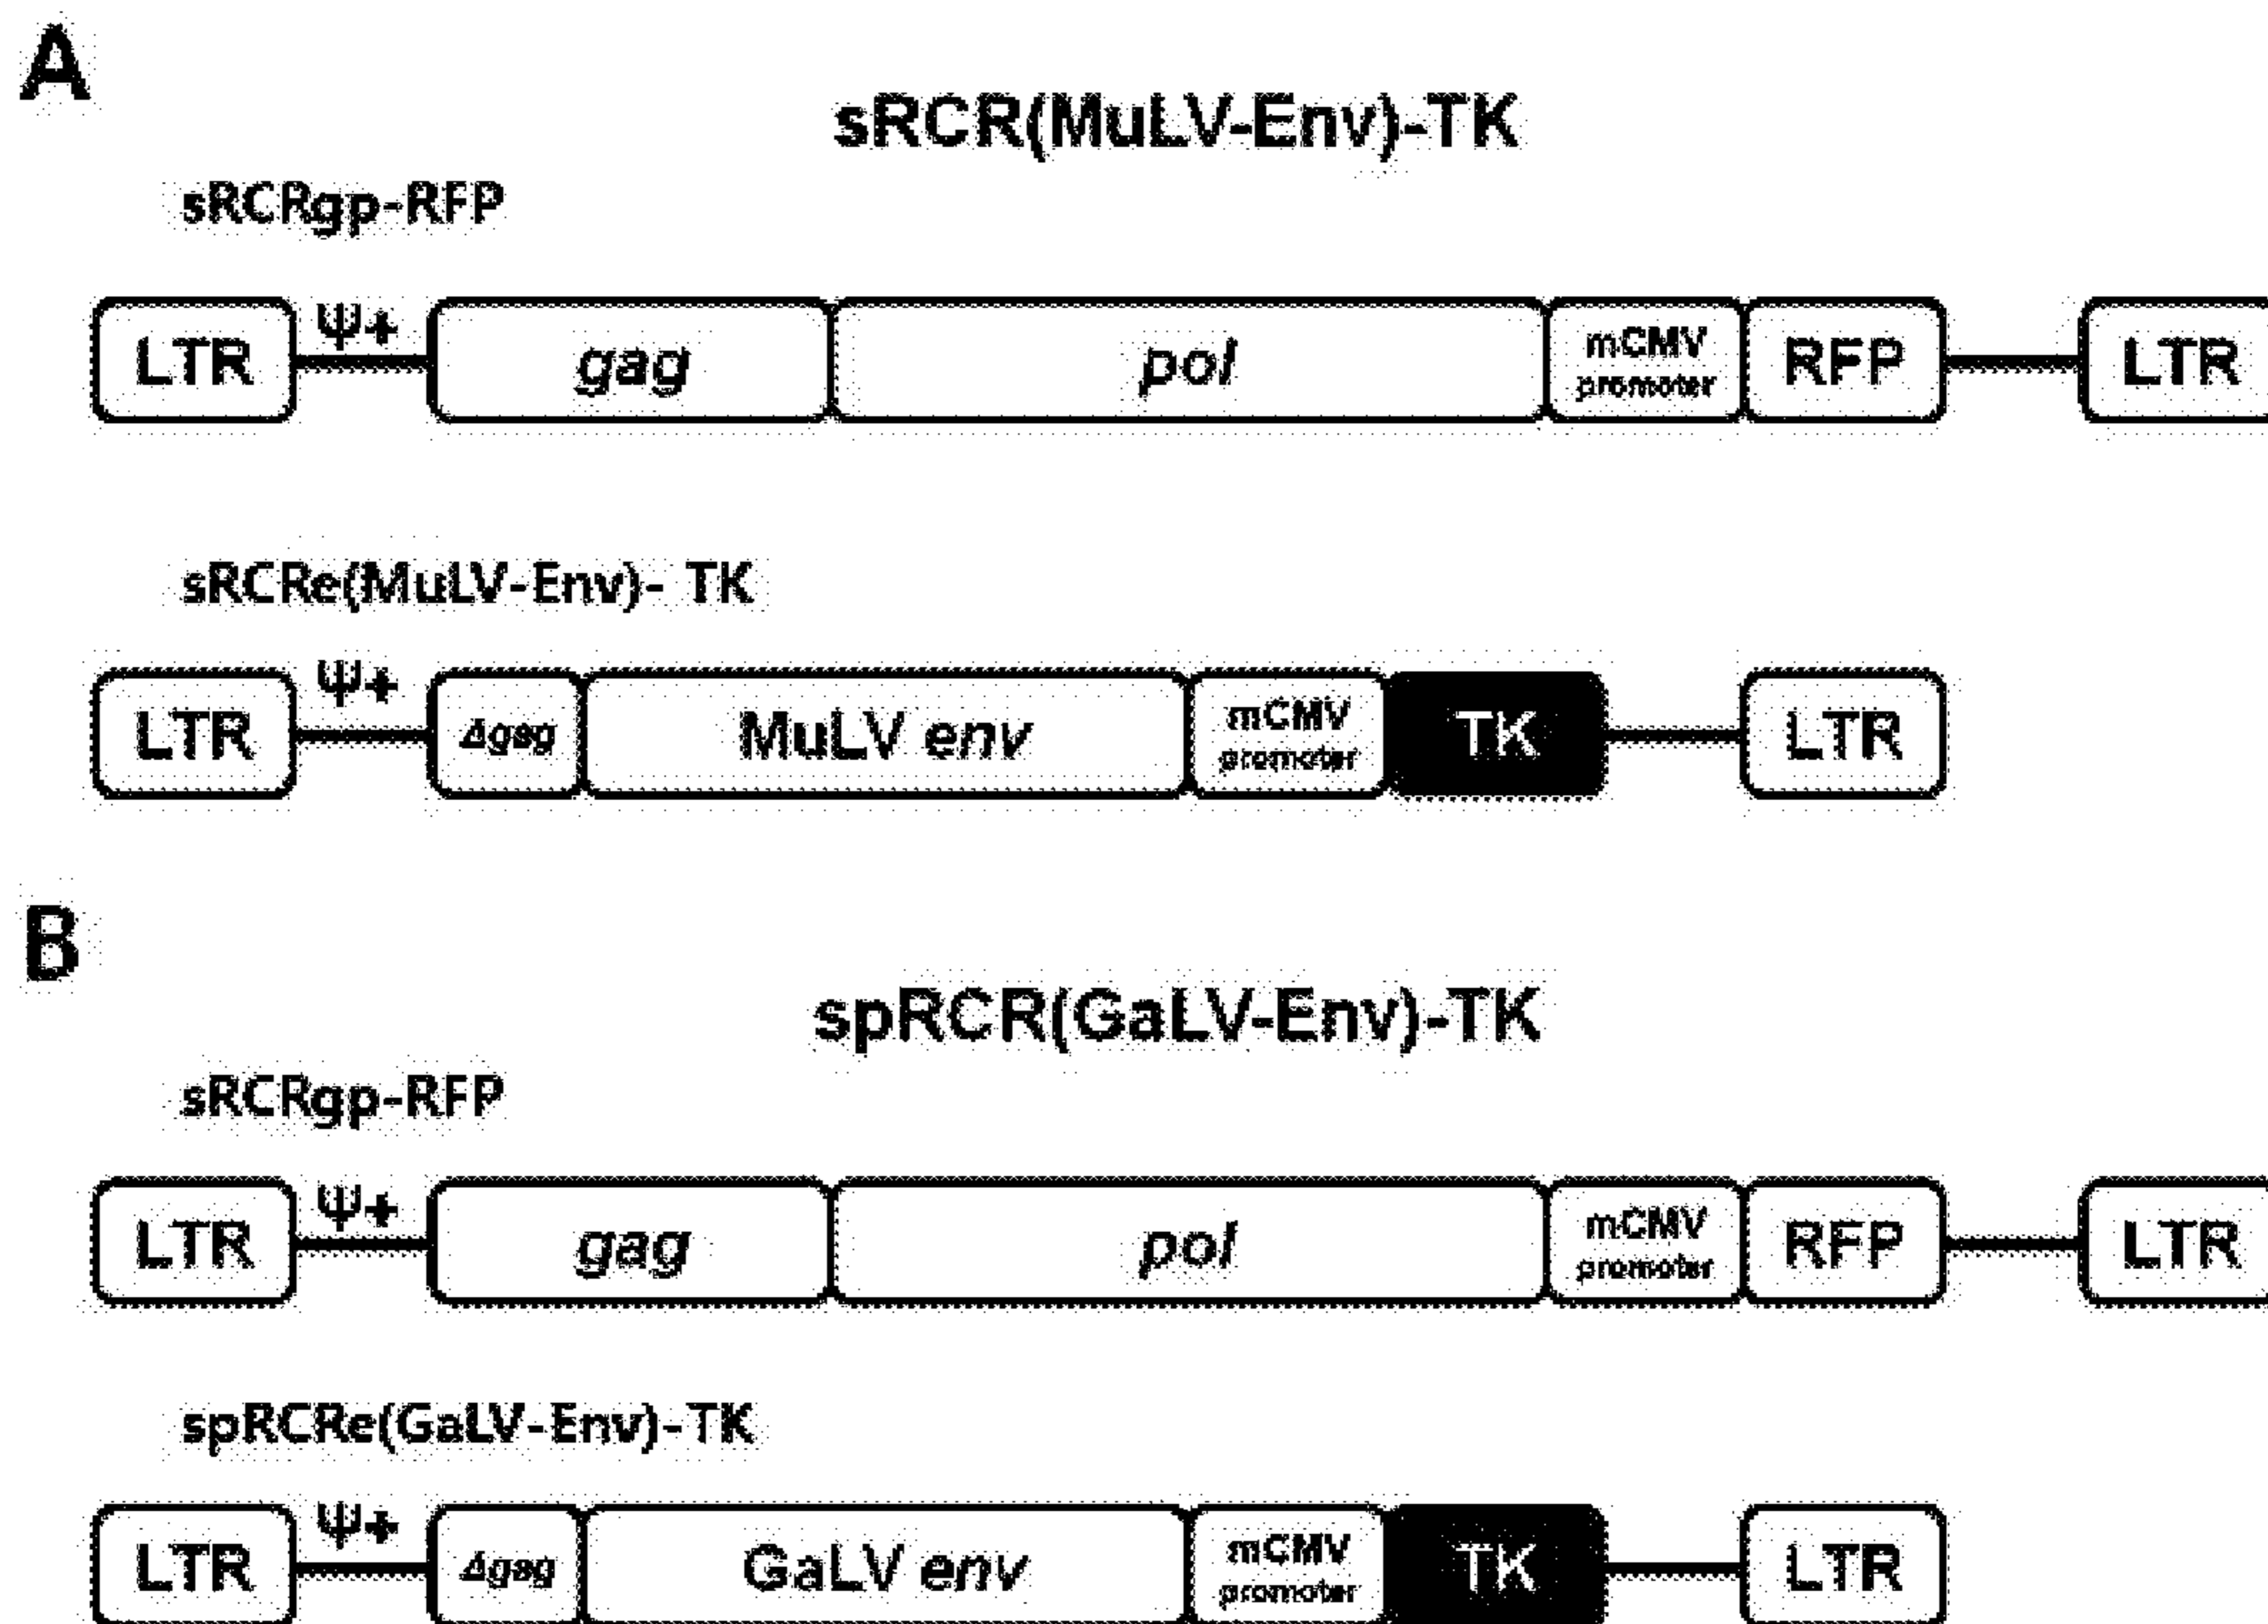 A
sRCR(MuLV-Env)-TK
sRCRgp-RFP
LTR Ψ+ gag pol mCMV promoter RFP LTR
sRCRe(MuLV-Env)- TK
LTR Ψ+ Δgag MuLV env mCMV promoter TK LTR
B
spRCR(GaLV-Env)-TK
sRCRgp-RFP
LTR Ψ+ gag pol mCMV promoter RFP LTR
spRCRe(GaLV-Env)-TK
LTR Ψ+ Δgag GaLV env mCMV promoter TK LTR